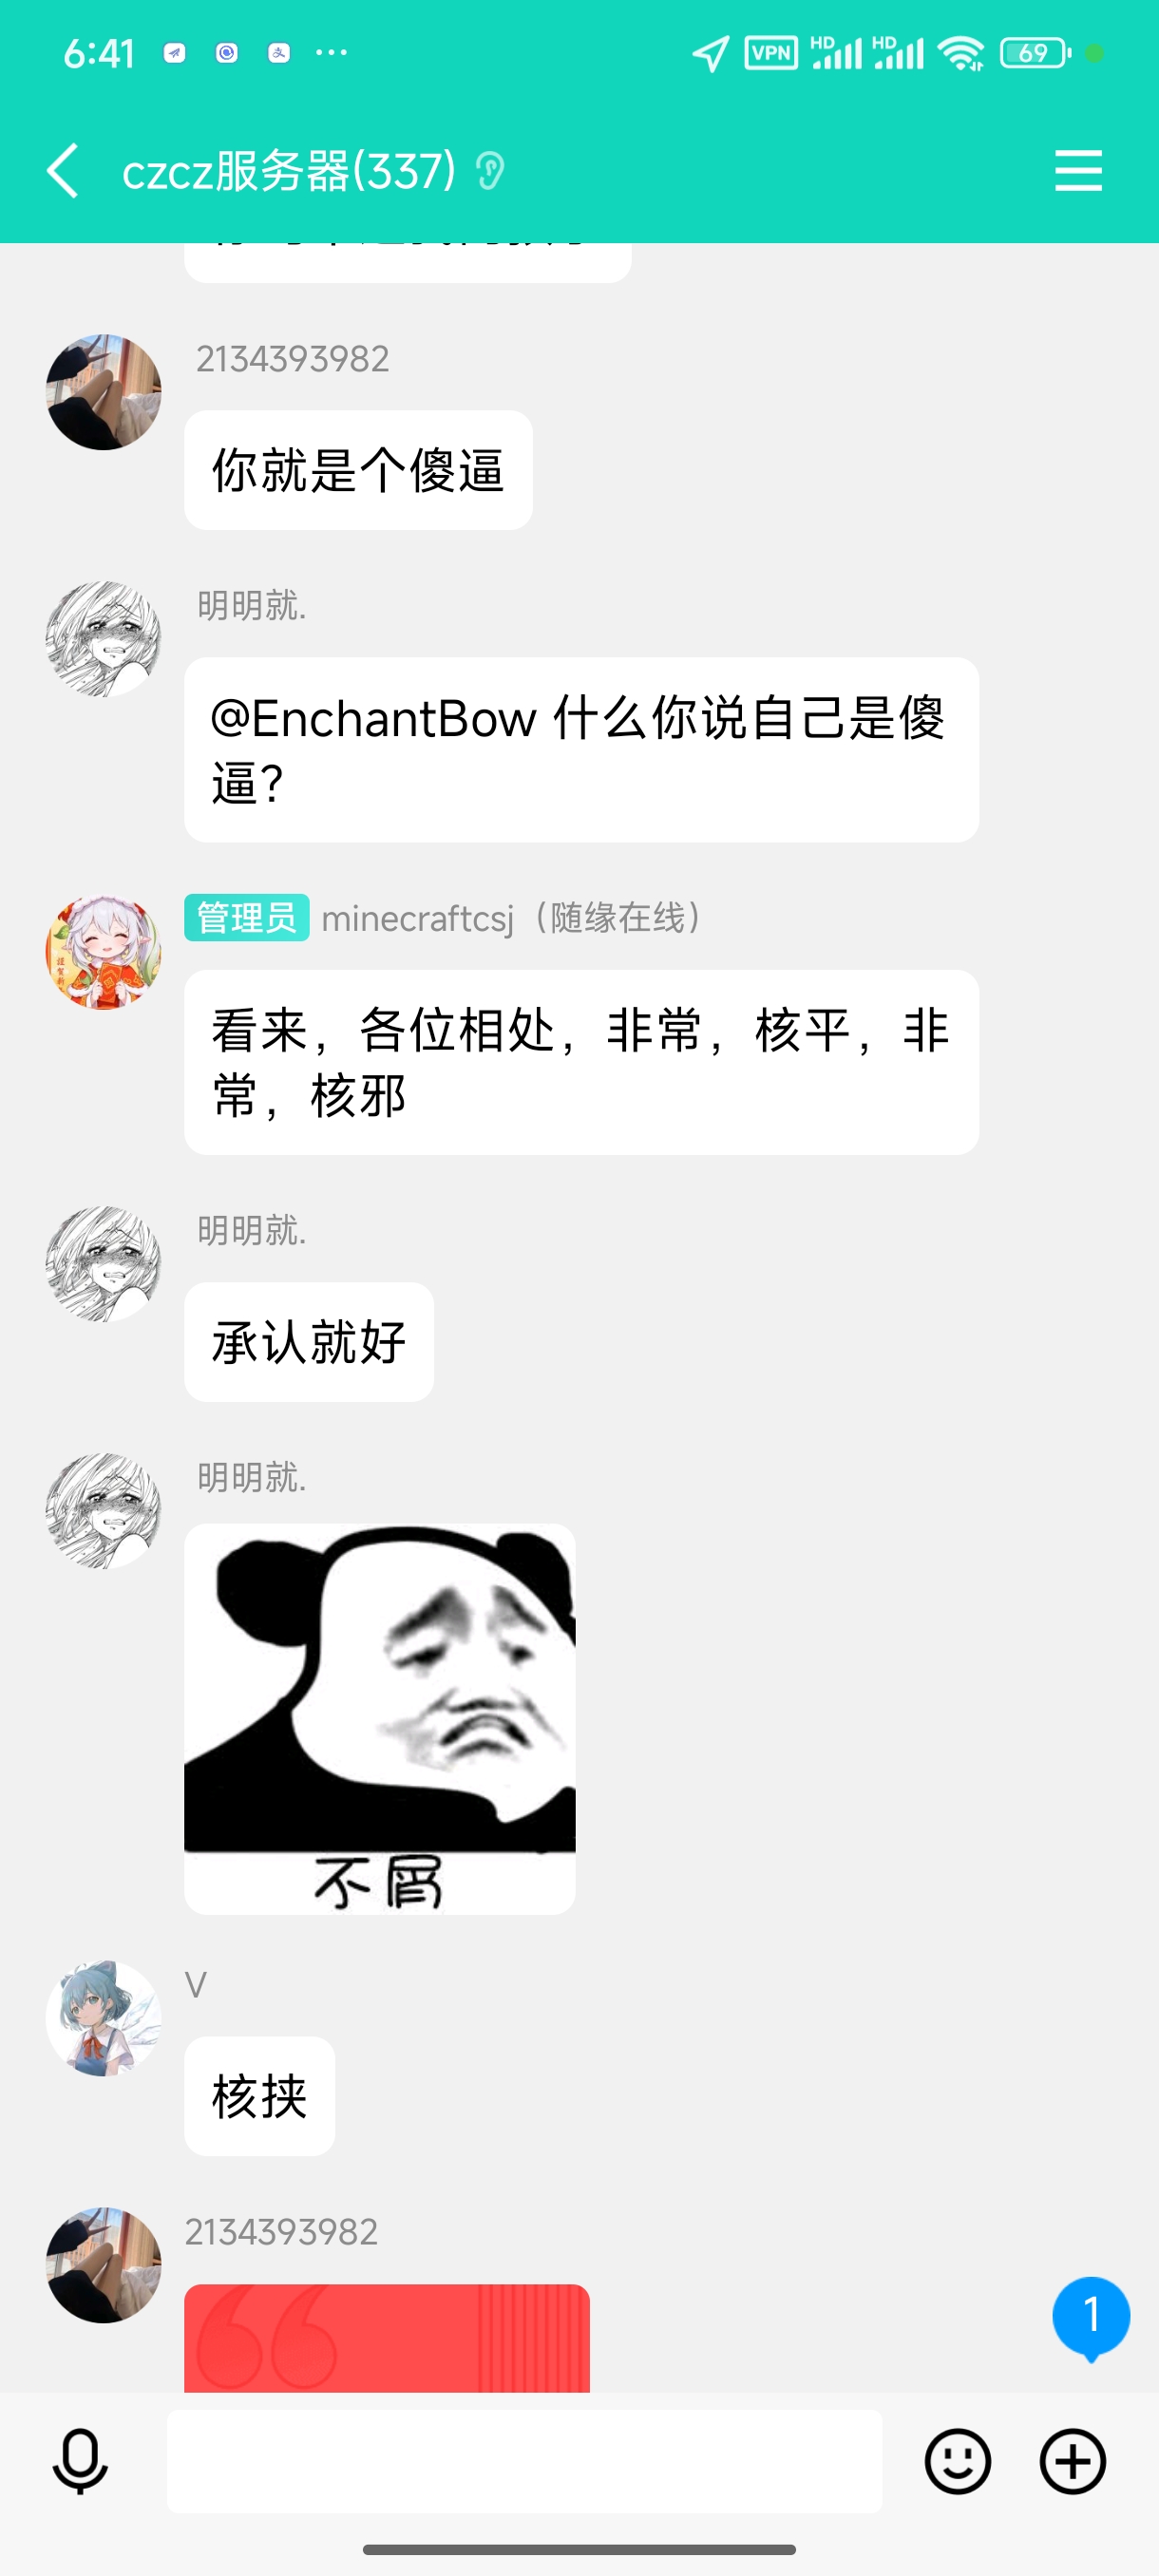 6:41
VPN HD HD 69
czcz服务器(337)
2134393982
你就是个傻逼
明明就.
@EnchantBow 什么你说自己是傻
逼?
管理员 minecraftcsj（随缘在线）
看来，各位相处，非常，核平，非
常，核邪
明明就.
承认就好
明明就.
不屑
V
核挟
2134393982
1